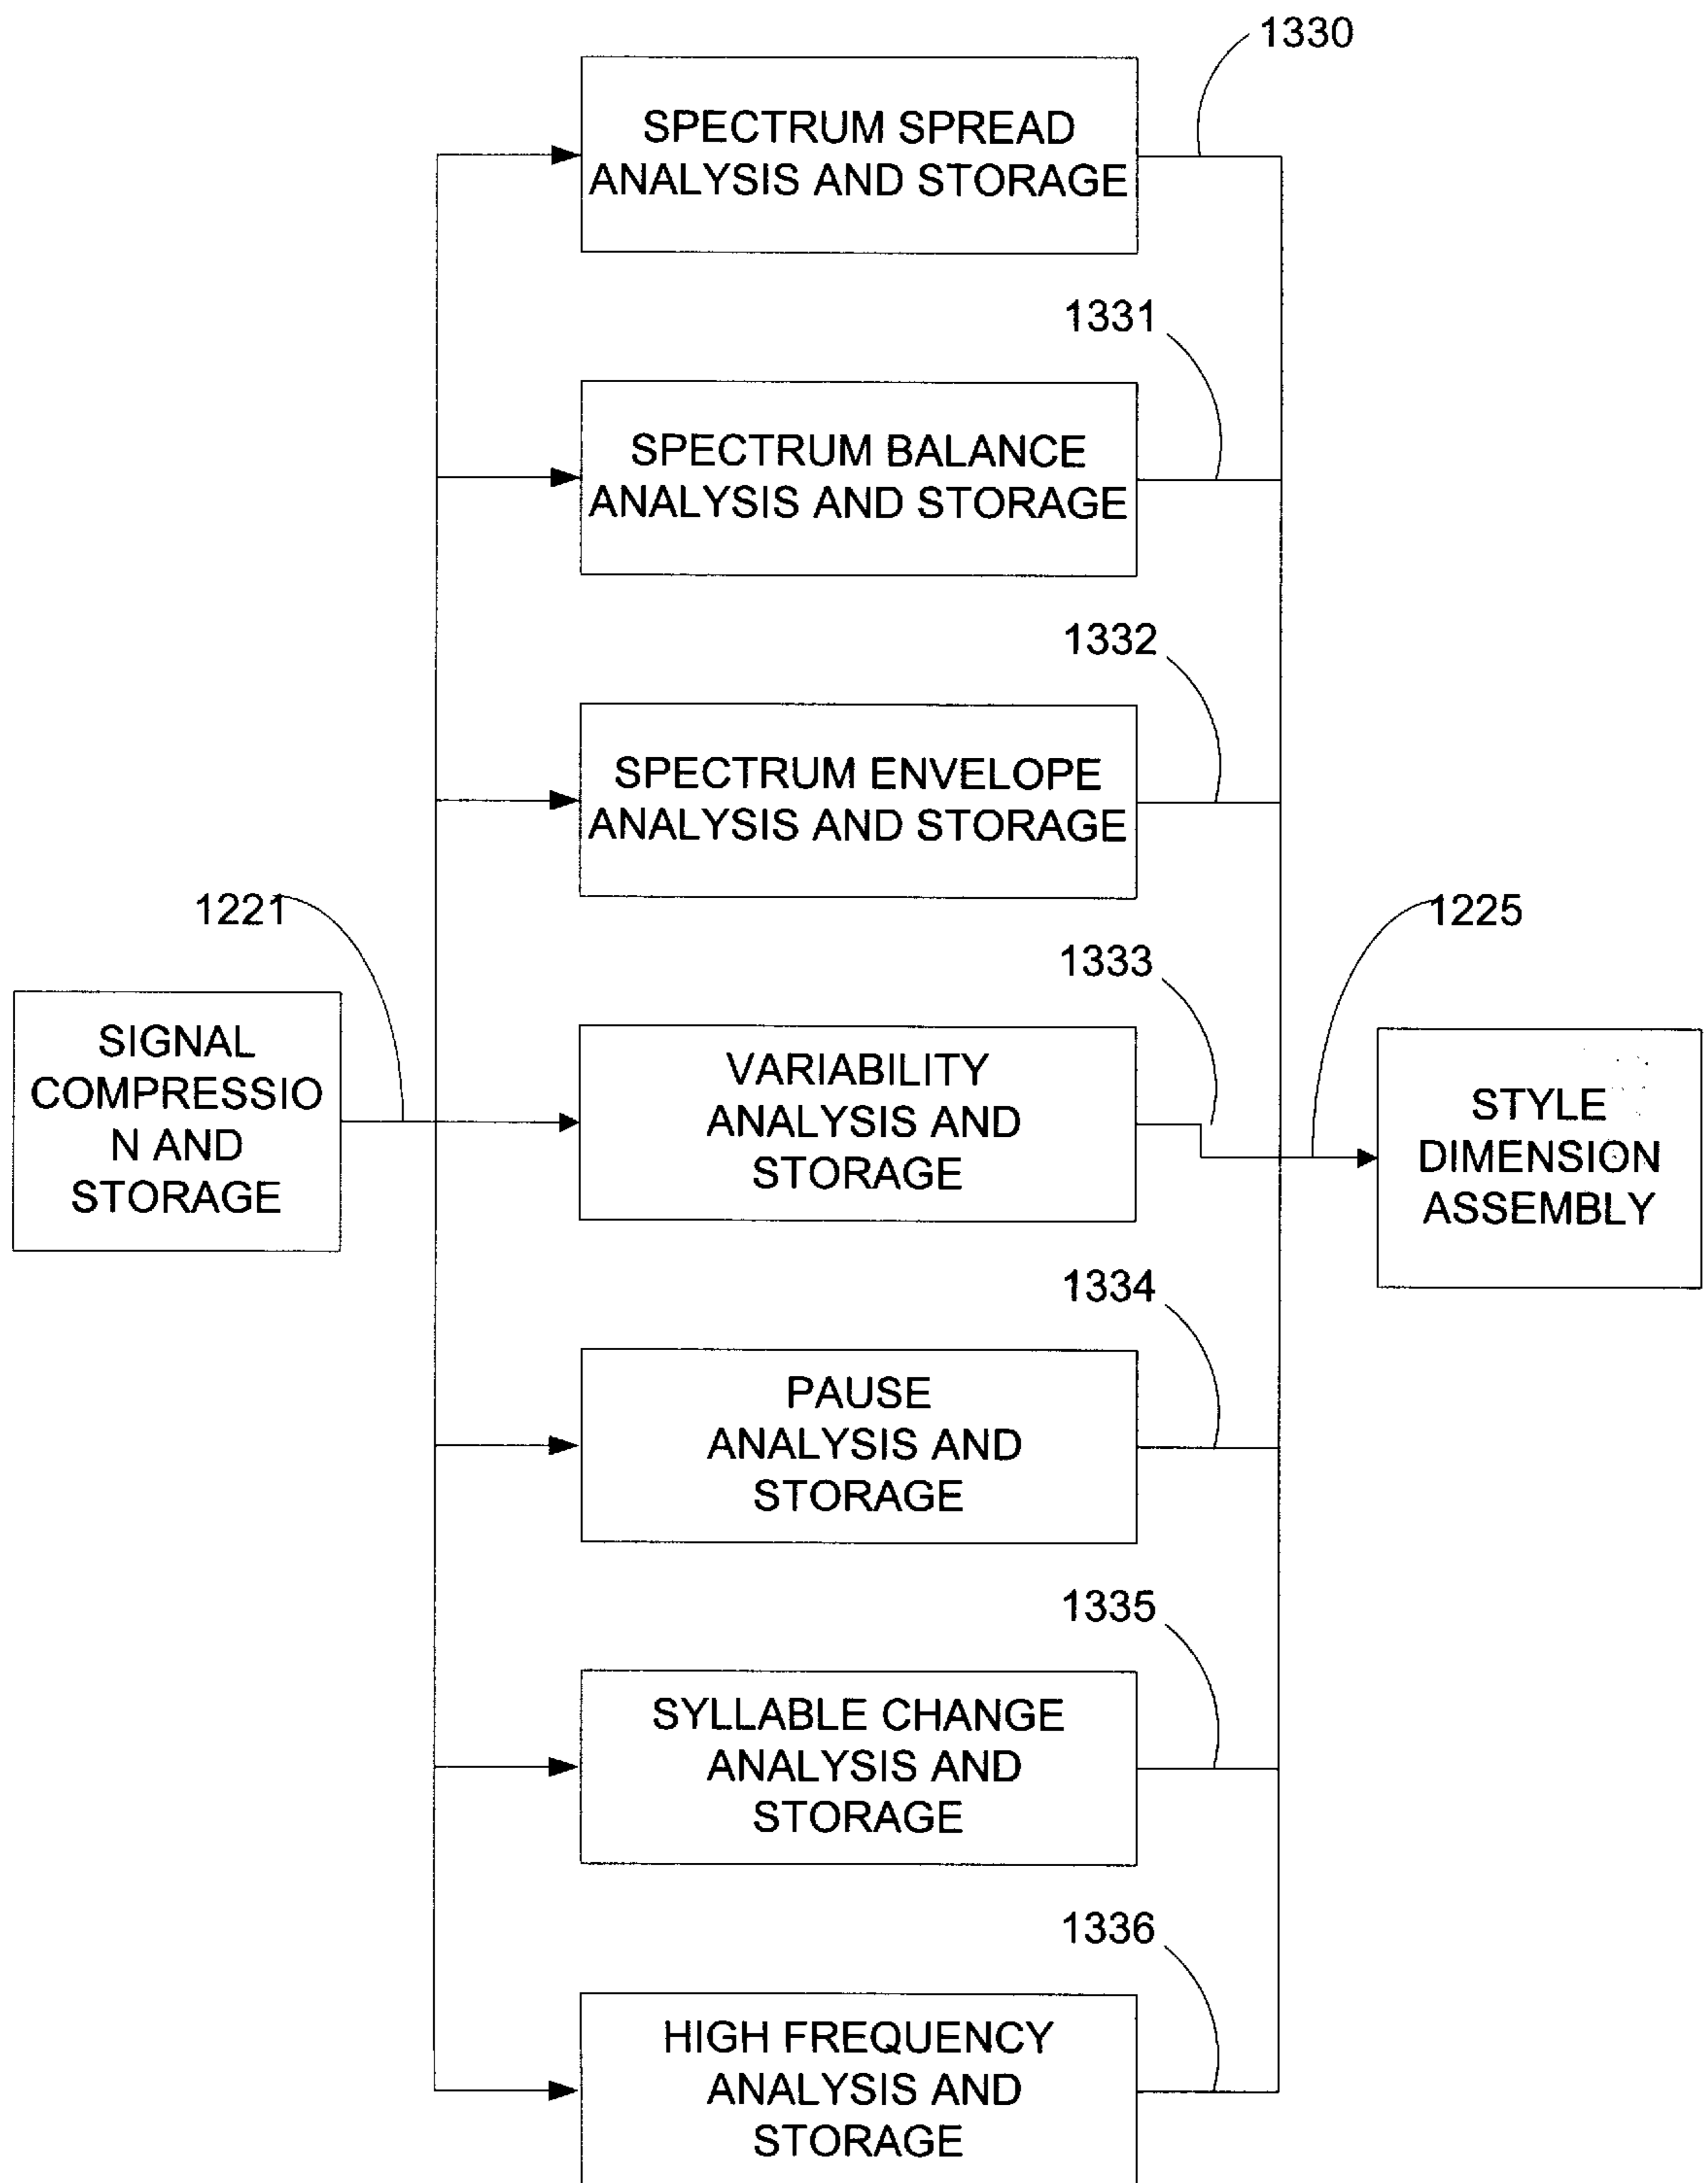 1330
SPECTRUM SPREAD
ANALYSIS AND STORAGE
1331
SPECTRUM BALANCE
ANALYSIS AND STORAGE
1332
SPECTRUM ENVELOPE
ANALYSIS AND STORAGE
1221
1225
1333
SIGNAL
COMPRESSIO
N AND
STORAGE
VARIABILITY
ANALYSIS AND
STORAGE
STYLE
DIMENSION
ASSEMBLY
1334
PAUSE
ANALYSIS AND
STORAGE
1335
SYLLABLE CHANGE
ANALYSIS AND
STORAGE
1336
HIGH FREQUENCY
ANALYSIS AND
STORAGE